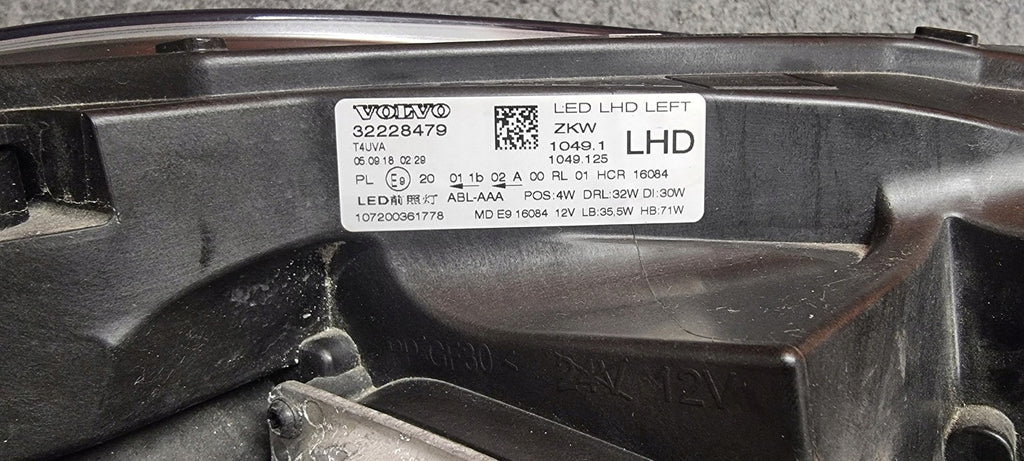 VOLVO
32228479
T4UVA
05 09 18 02 29
LED LHD LEFT
ZKW
1049.1
1049.125
LHD
PL E9 20 01 1b 02 A 00 RL 01 HCR 16084
LED前照灯 ABL-AAA POS:4W DRL:32W DI:30W
107200361778 MD E9 16084 12V LB:35,5W HB:71W
12V